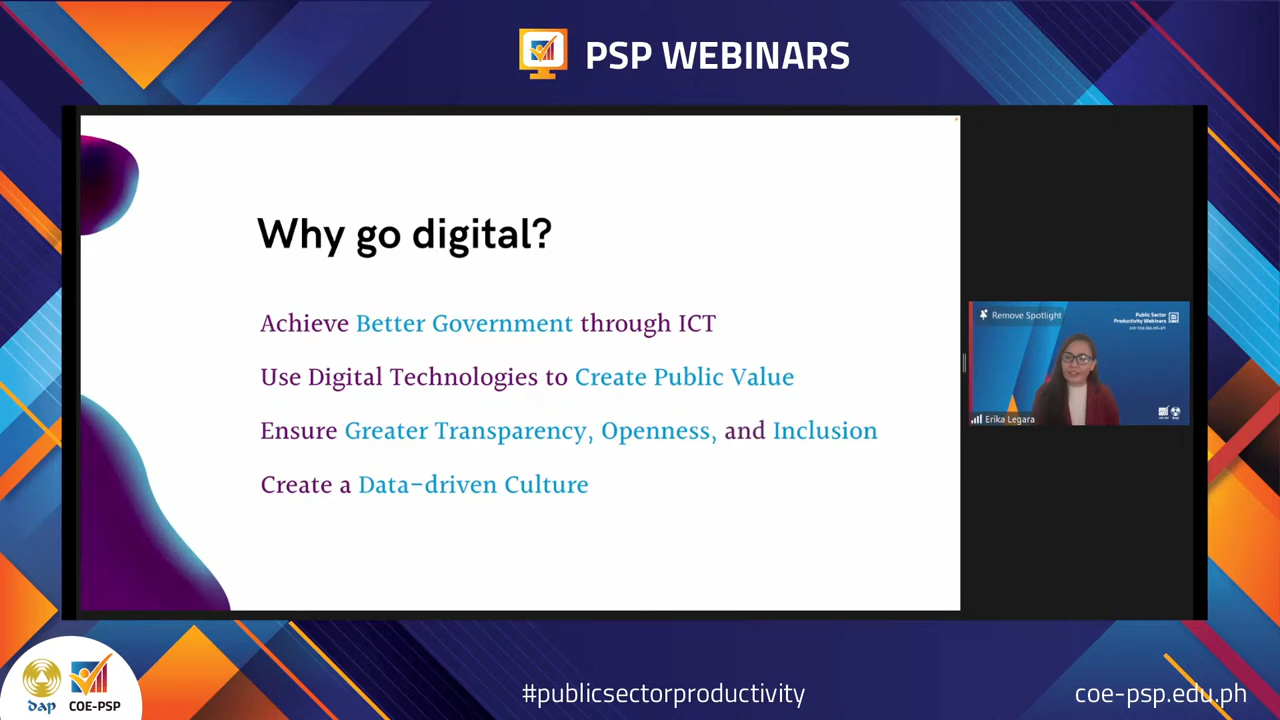 PSP WEBINARS
Why go digital?
Achieve Better Government through ICT
Use Digital Technologies to Create Public Value
Ensure Greater Transparency, Openness, and Inclusion
Create a Data-driven Culture
Remove Spotlight
Public Sector
Productivity Webinars
coe-psp.dap.edu.ph
Erika Legara
dap
COE-PSP
#publicsectorproductivity
coe-psp.edu.ph